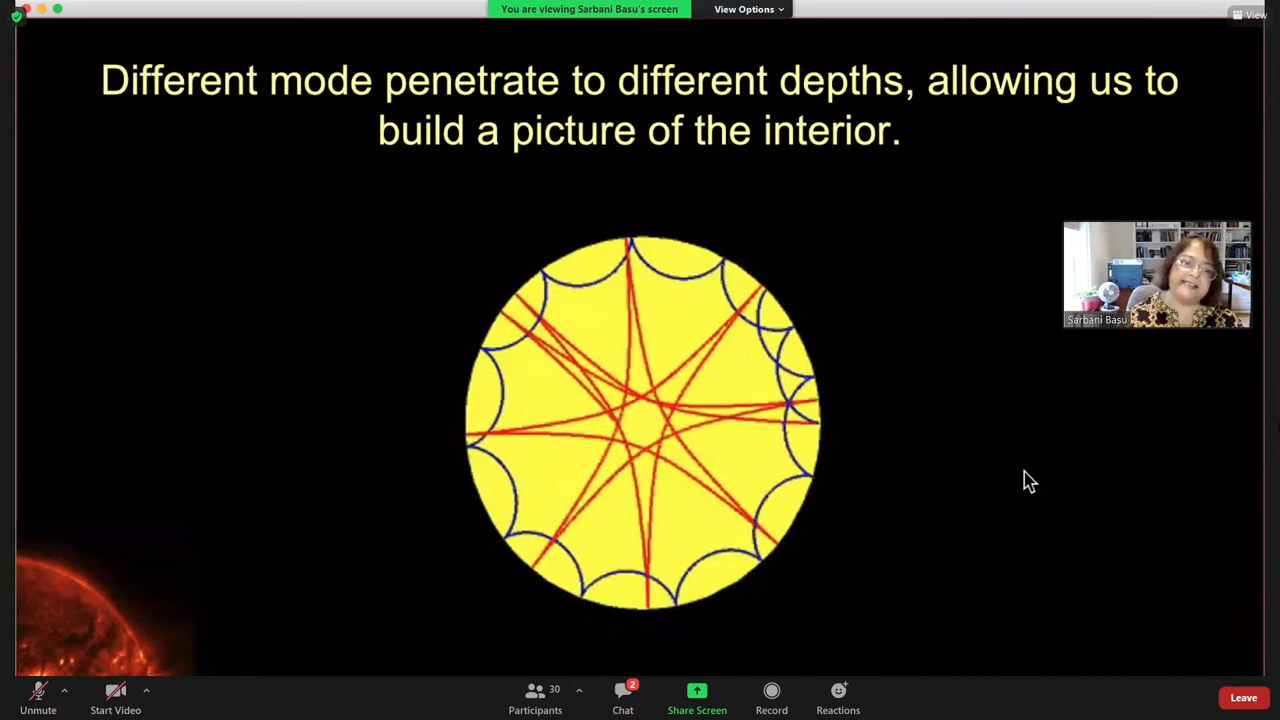 You are viewing Sarbani Basu's screen
View Options
View
Different mode penetrate to different depths, allowing us to
build a picture of the interior.
Sarbani Basu
Unmute
Start Video
30
Participants
2
Chat
Share Screen
Record
Reactions
Leave